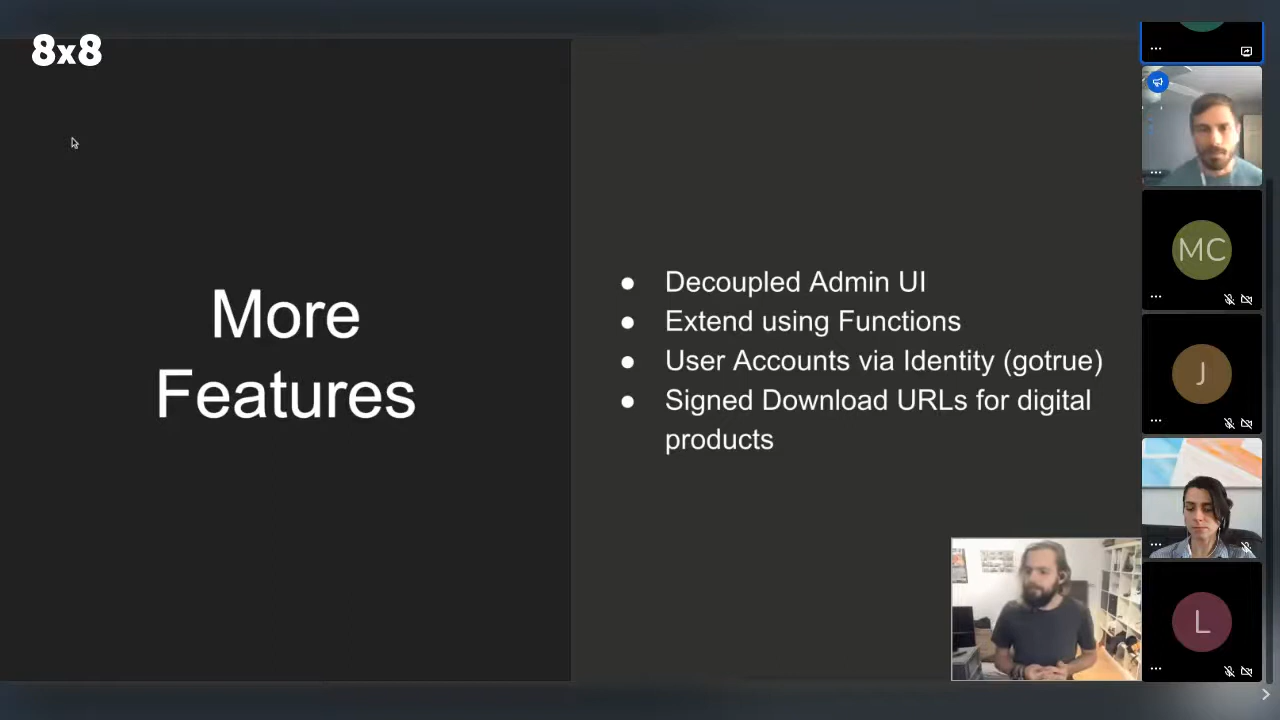 8x8
More
Features
● Decoupled Admin UI
● Extend using Functions
● User Accounts via Identity (gotrue)
● Signed Download URLs for digital
products
MC
J
L